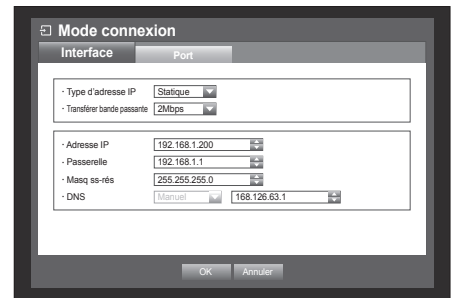 Mode connexion
Interface Port
· Type d'adresse IP Statique
· Transférer bande passante 2Mbps
· Adresse IP 192.168.1.200
· Passerelle 192.168.1.1
· Masq ss-rés 255.255.255.0
· DNS Manuel 168.126.63.1
OK Annuler